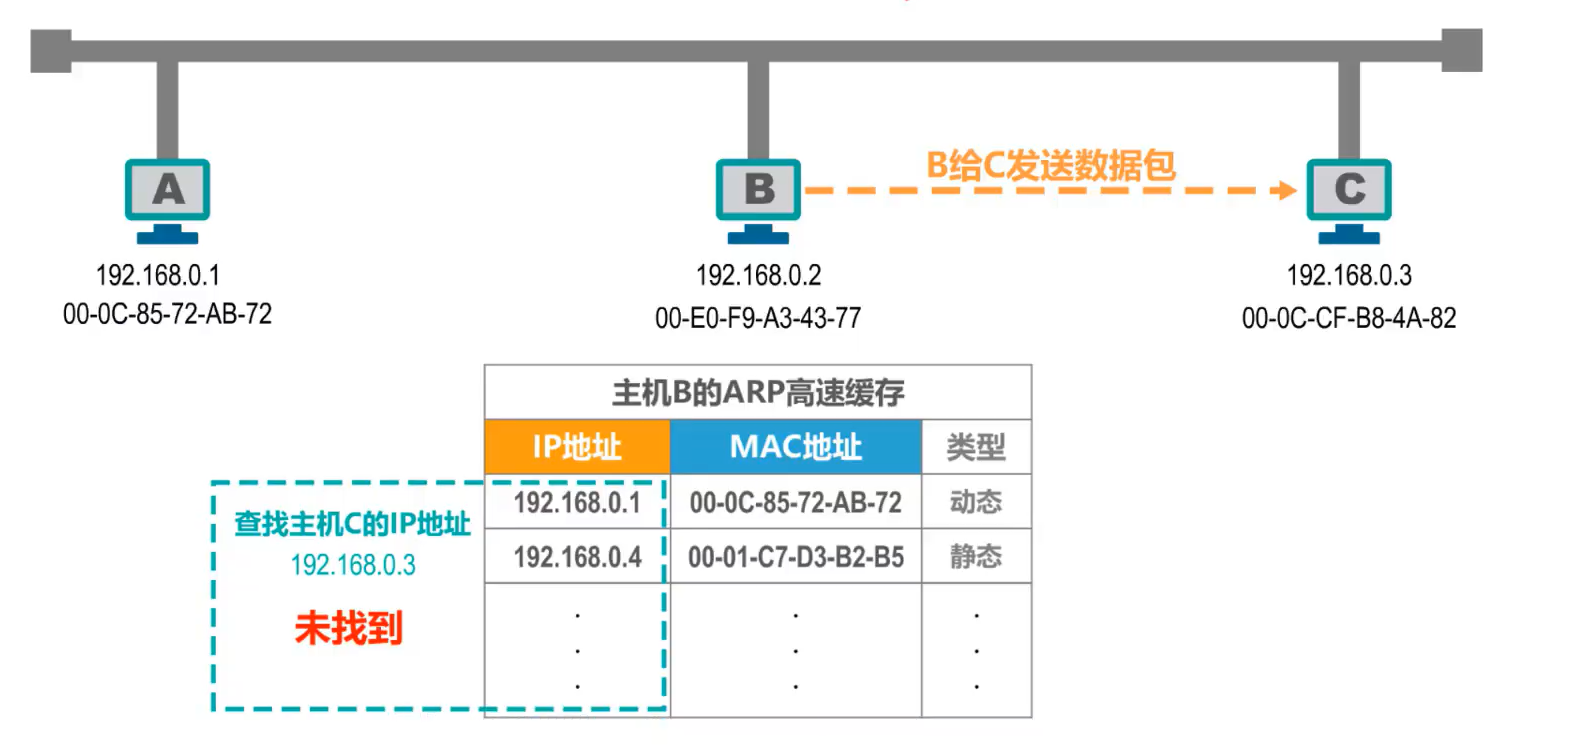 B给C发送数据包
A
B
C
192.168.0.1
192.168.0.2
192.168.0.3
00-0C-85-72-AB-72
00-E0-F9-A3-43-77
00-0C-CF-B8-4A-82
主机B的ARP高速缓存
IP地址 MAC地址 类型
192.168.0.1 00-0C-85-72-AB-72 动态
192.168.0.4 00-01-C7-D3-B2-B5 静态
. . .
. . .
. . .
查找主机C的IP地址
192.168.0.3
未找到